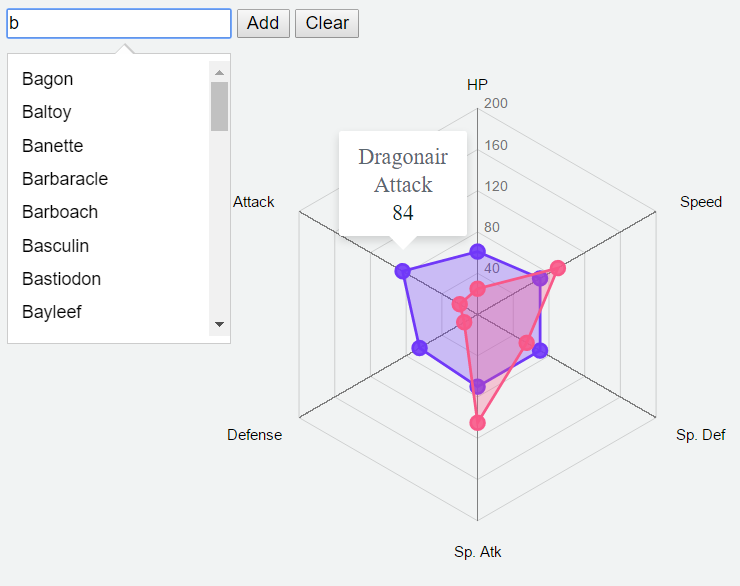 b
Add
Clear
Bagon
Baltoy
Banette
Barbaracle
Barboach
Basculin
Bastiodon
Bayleef
HP
200
160
120
80
40
Dragonair
Attack
84
Attack
Speed
Defense
Sp. Def
Sp. Atk